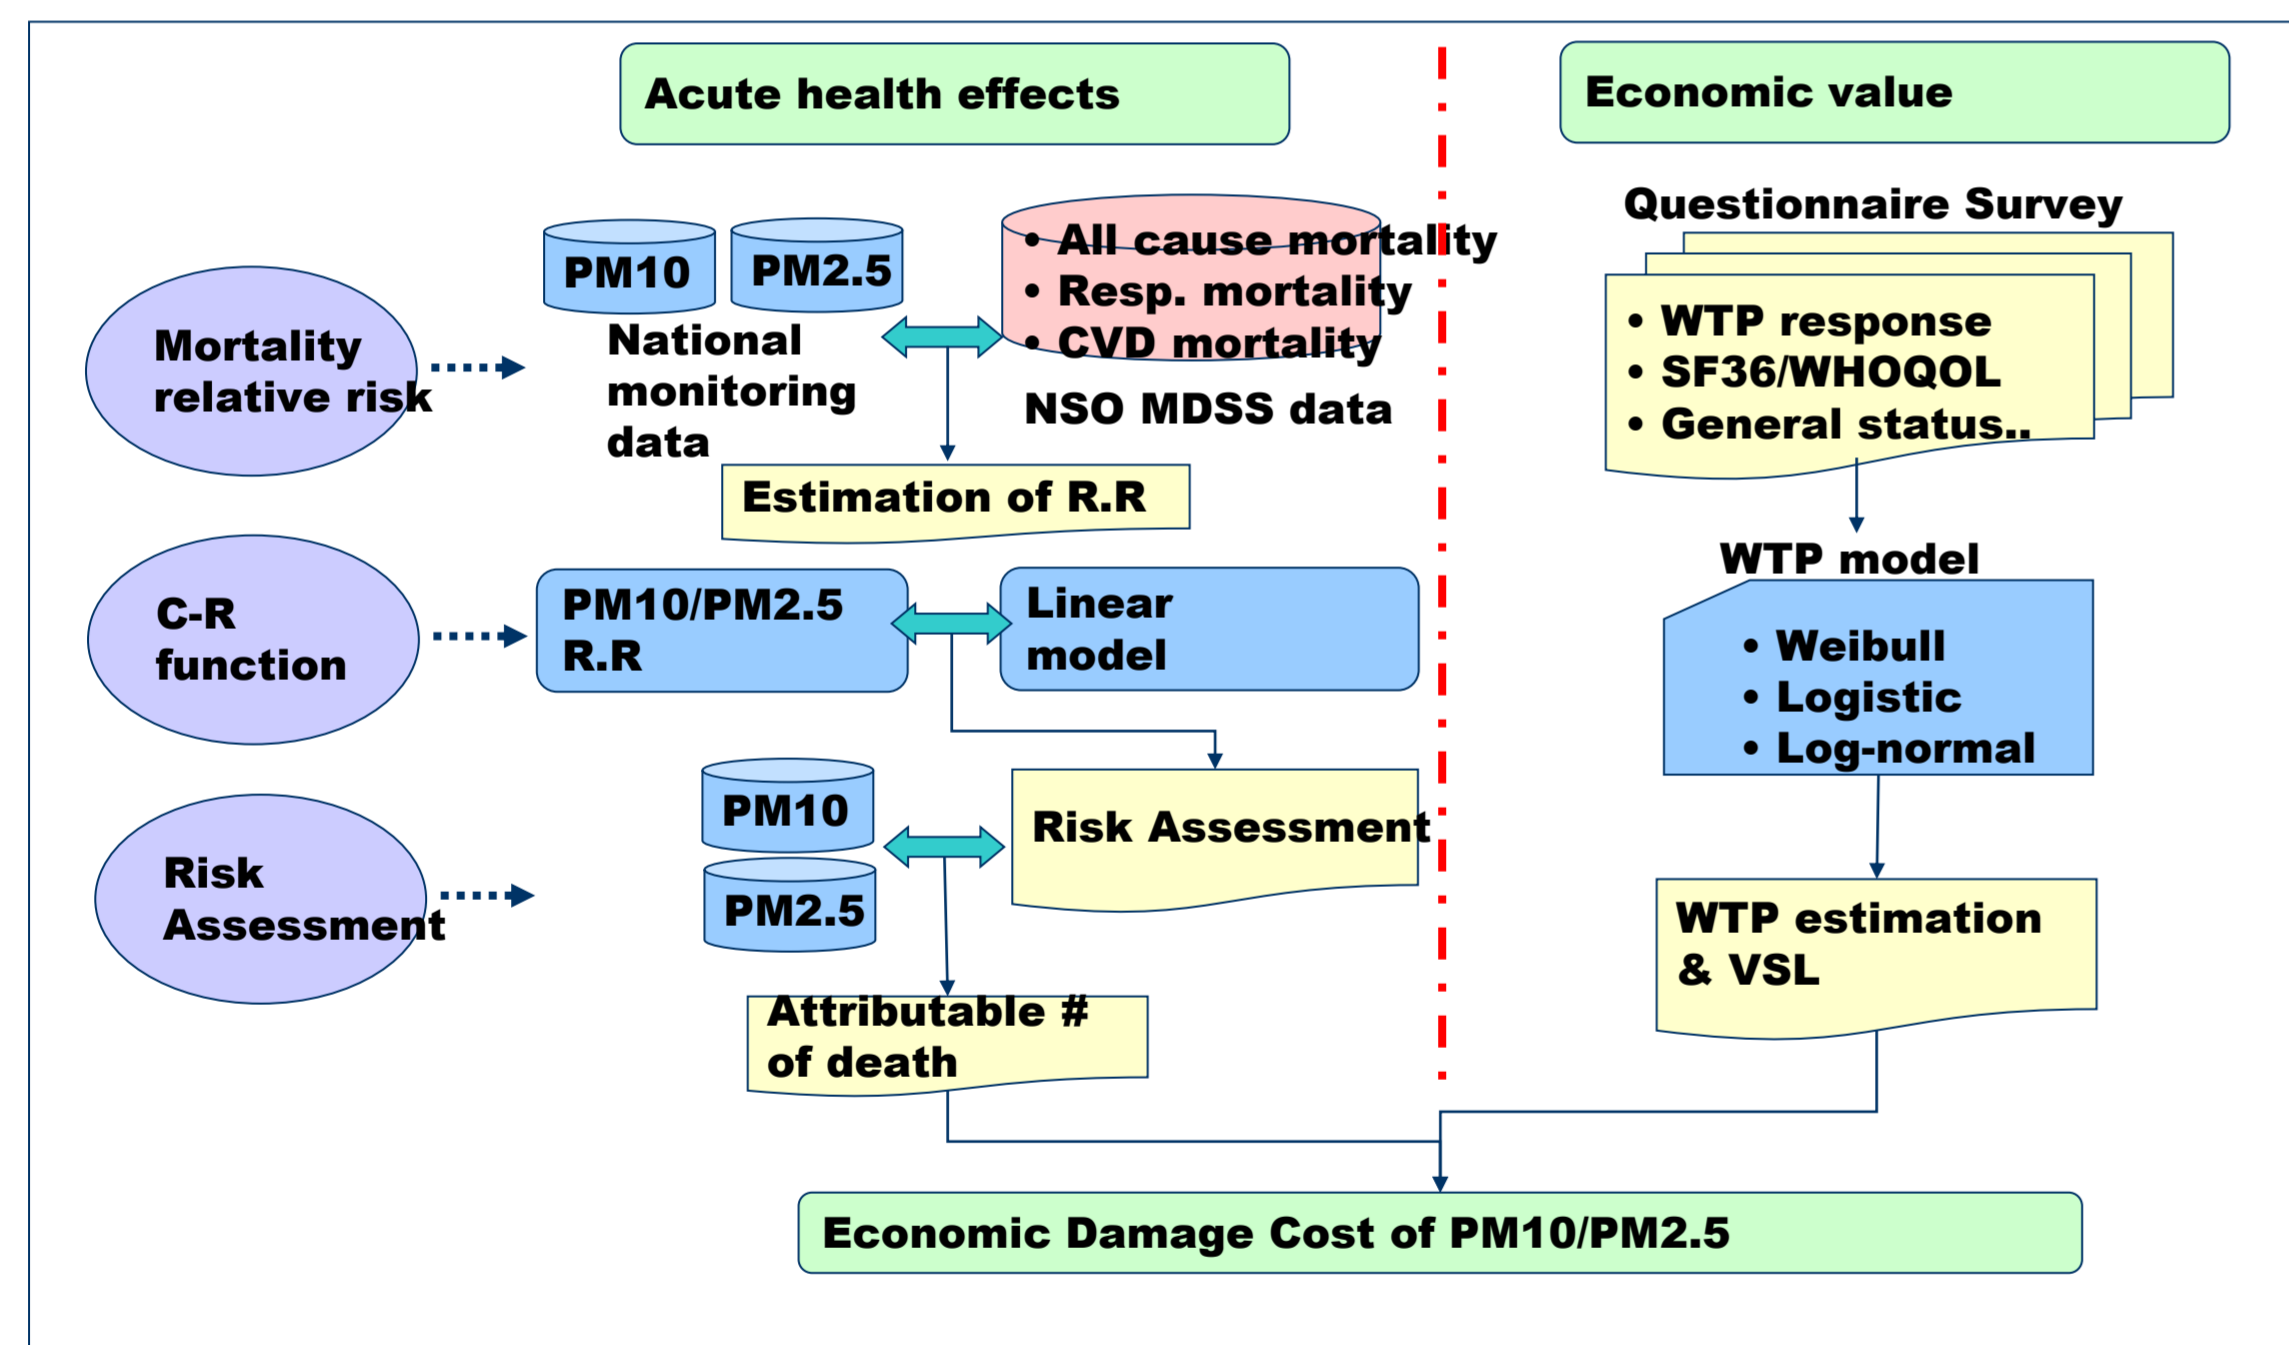 Acute health effects
Economic value
Mortality
relative risk
PM10
PM2.5
National
monitoring
data
• All cause mortality
• Resp. mortality
• CVD mortality
NSO MDSS data
Estimation of R.R
C-R
function
PM10/PM2.5
R.R
Linear
model
Risk
Assessment
PM10
PM2.5
Risk Assessment
Attributable #
of death
Questionnaire Survey
• WTP response
• SF36/WHOQOL
• General status..
WTP model
• Weibull
• Logistic
• Log-normal
WTP estimation
& VSL
Economic Damage Cost of PM10/PM2.5